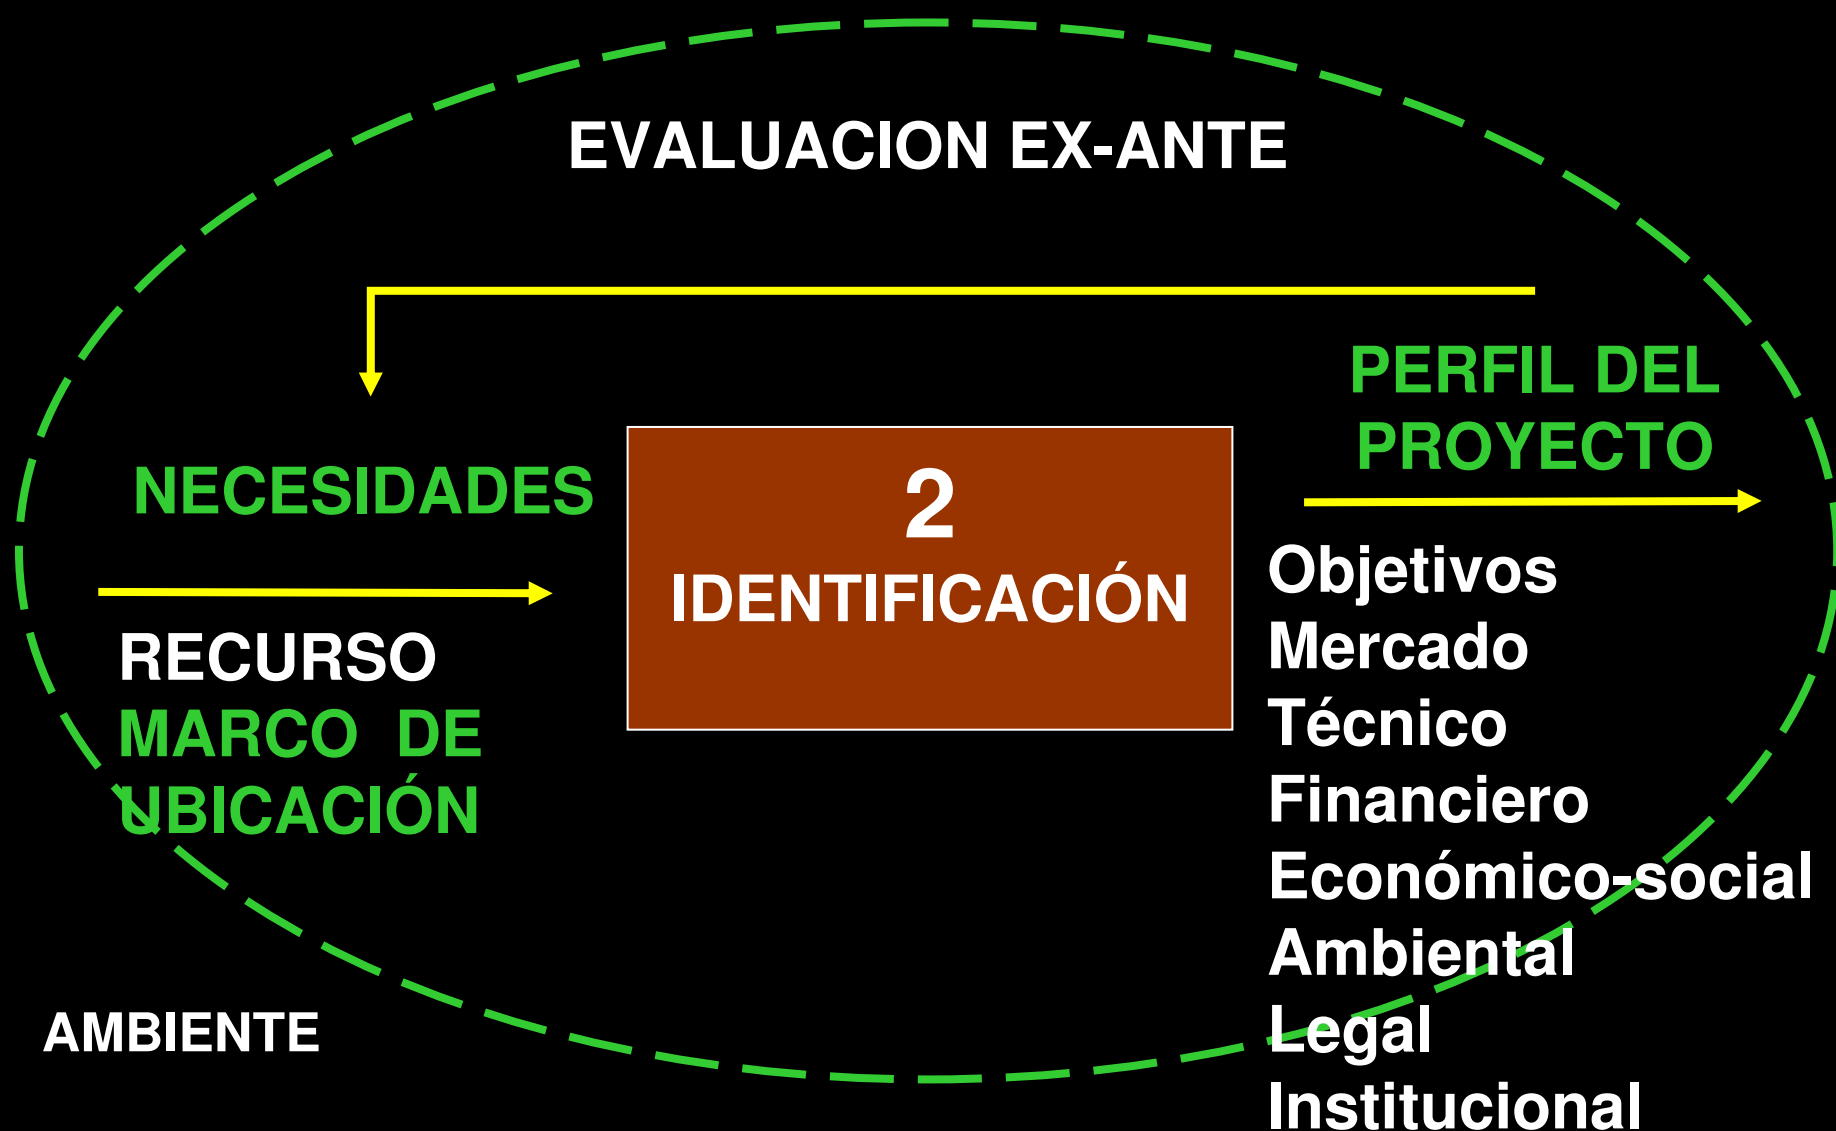 EVALUACION EX-ANTE
NECESIDADES
RECURSO
MARCO DE
UBICACIÓN
2
IDENTIFICACIÓN
PERFIL DEL
PROYECTO
Objetivos
Mercado
Técnico
Financiero
Económico-social
Ambiental
Legal
Institucional
AMBIENTE